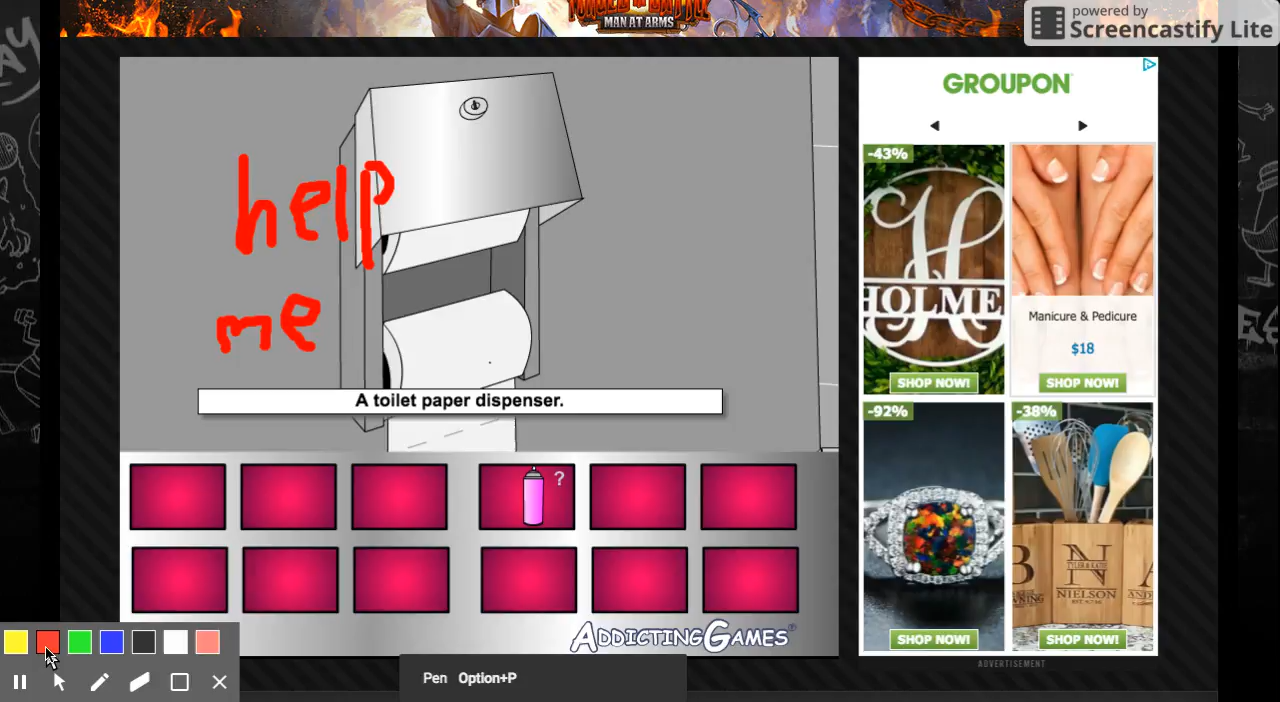 MAN AT ARMS
powered by
Screencastify Lite
GROUPON
-43%
HOLME
SHOP NOW!
Manicure & Pedicure
$18
SHOP NOW!
help
me
A toilet paper dispenser.
?
-92%
SHOP NOW!
-38%
B
N
NIELSON
A
SHOP NOW!
ADDICTINGGAMES
ADVERTISEMENT
Pen Option+P